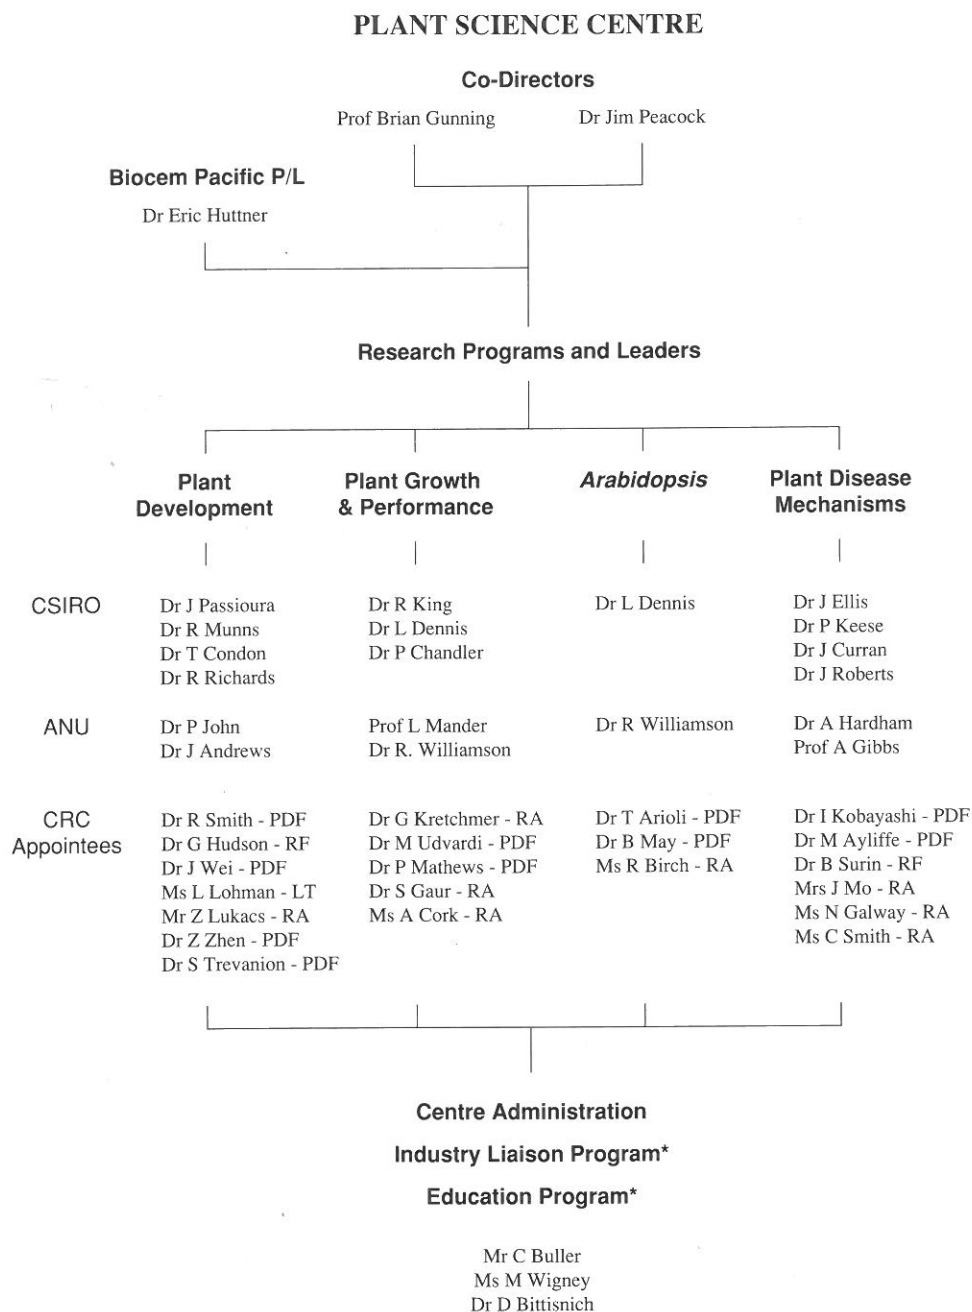 PLANT SCIENCE CENTRE
Co-Directors
Prof Brian Gunning
Dr Jim Peacock
Biocem Pacific P/L
Dr Eric Huttner
Research Programs and Leaders
Plant
Development
Plant Growth
& Performance
Arabidopsis
Plant Disease
Mechanisms
CSIRO
Dr J Passioura
Dr R Munns
Dr T Condon
Dr R Richards
Dr R King
Dr L Dennis
Dr P Chandler
Dr L Dennis
Dr J Ellis
Dr P Keese
Dr J Curran
Dr J Roberts
ANU
Dr P John
Dr J Andrews
Prof L Mander
Dr R. Williamson
Dr R Williamson
Dr A Hardham
Prof A Gibbs
CRC
Appointees
Dr R Smith - PDF
Dr G Hudson - RF
Dr J Wei - PDF
Ms L Lohman - LT
Mr Z Lukacs - RA
Dr Z Zhen - PDF
Dr S Trevanion - PDF
Dr G Kretchmer - RA
Dr M Udvardi - PDF
Dr P Mathews - PDF
Dr S Gaur - RA
Ms A Cork - RA
Dr T Arioli - PDF
Dr B May - PDF
Ms R Birch - RA
Dr I Kobayashi - PDF
Dr M Ayliffe - PDF
Dr B Surin - RF
Mrs J Mo - RA
Ms N Galway - RA
Ms C Smith - RA
Centre Administration
Industry Liaison Program*
Education Program*
Mr C Buller
Ms M Wigney
Dr D Bittisnich